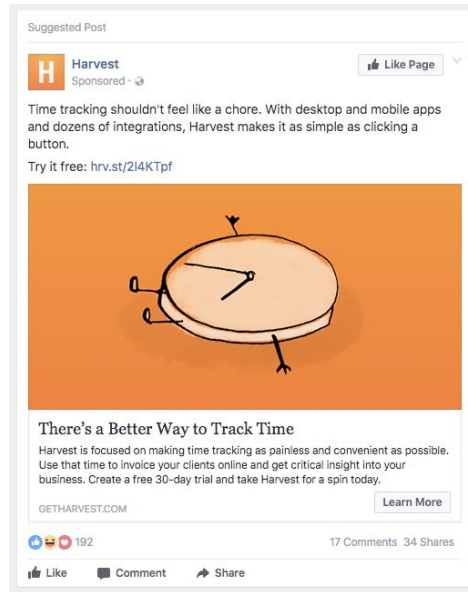 Suggested Post
H
Harvest
Sponsored ·
Like Page
Time tracking shouldn't feel like a chore. With desktop and mobile apps
and dozens of integrations, Harvest makes it as simple as clicking a
button.
Try it free: hrv.st/2l4KTpf
There's a Better Way to Track Time
Harvest is focused on making time tracking as painless and convenient as possible.
Use that time to invoice your clients online and get critical insight into your
business. Create a free 30-day trial and take Harvest for a spin today.
GETHARVEST.COM
Learn More
192
17 Comments 34 Shares
Like Comment Share